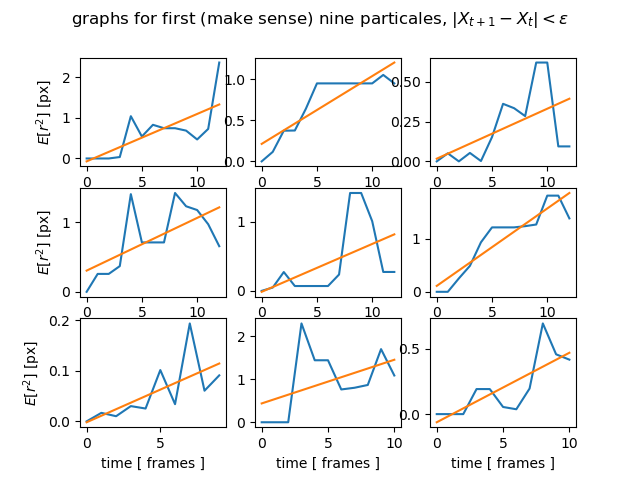 graphs for first (make sense) nine particales, |X_{t+1} − X_t| < ε
2
1
0
E[r²] [px]
0 5 10
1.0
0.5
0.0
0 5 10
0.50
0.25
0.00
0 5 10
1
0
E[r²] [px]
0 5 10
1
0
0 5 10
1
0
0 5 10
0.2
0.1
0.0
E[r²] [px]
0 5
time [ frames ]
2
1
0
0 5 10
time [ frames ]
0.5
0.0
0 5 10
time [ frames ]